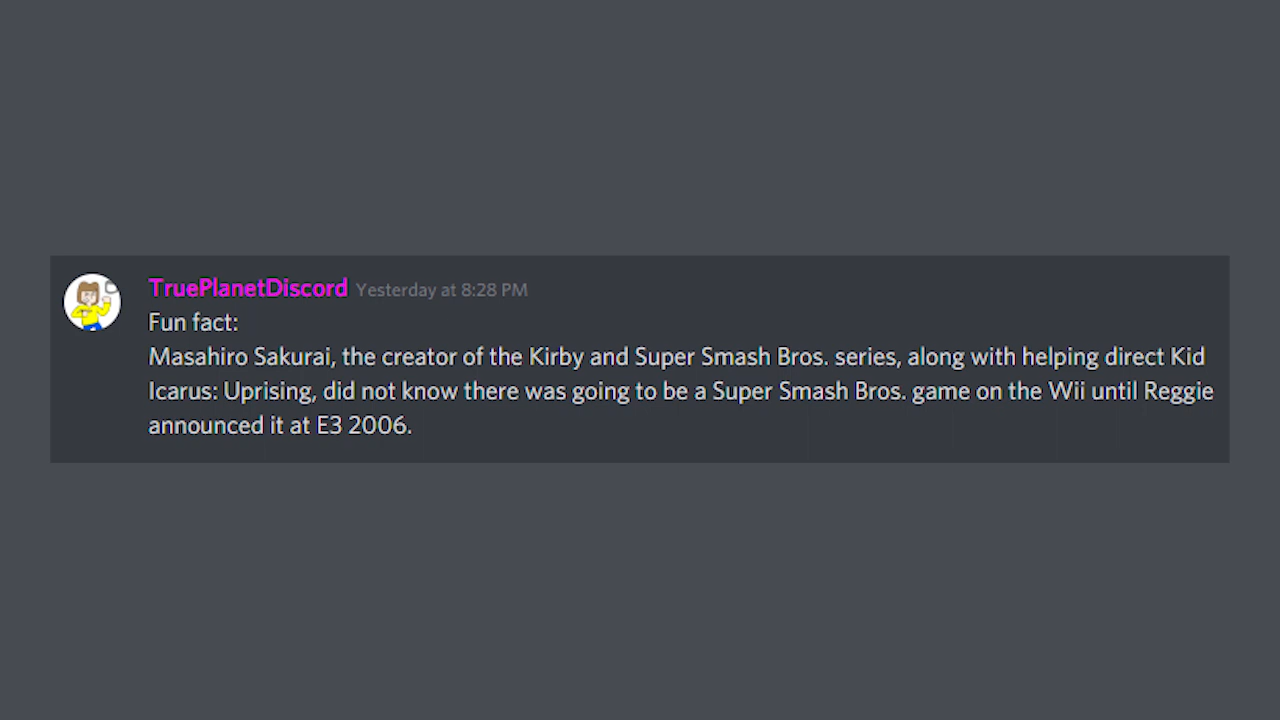 TruePlanetDiscord Yesterday at 8:28 PM
Fun fact:
Masahiro Sakurai, the creator of the Kirby and Super Smash Bros. series, along with helping direct Kid
Icarus: Uprising, did not know there was going to be a Super Smash Bros. game on the Wii until Reggie
announced it at E3 2006.